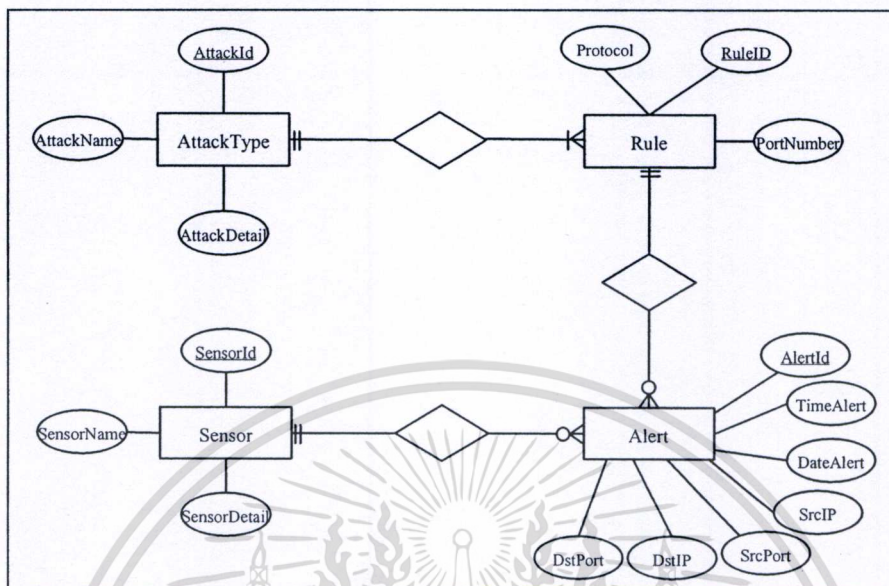 AttackId
AttackName
AttackType
AttackDetail
Protocol
RuleID
Rule
PortNumber
SensorId
SensorName
Sensor
SensorDetail
AlertId
TimeAlert
Alert
DateAlert
SrcIP
SrcPort
DstIP
DstPort